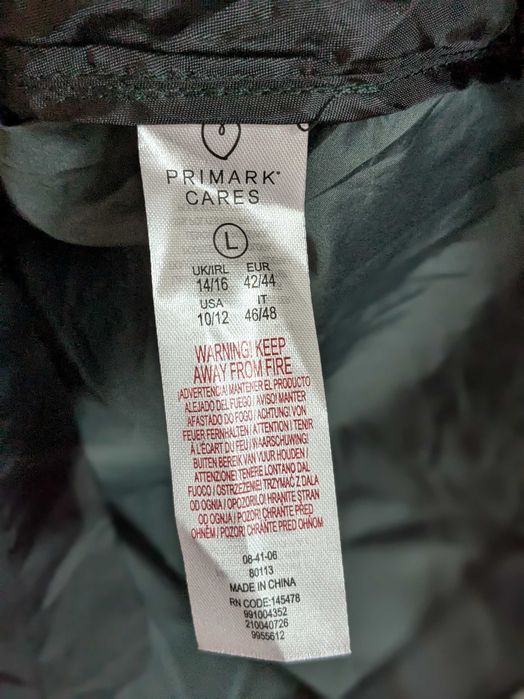 PRIMARK®
CARES
L
UK/IRL EUR
14/16 42/44
USA IT
10/12 46/48
WARNING! KEEP
AWAY FROM FIRE
¡ADVERTENCIA! MANTENER EL PRODUCTO
ALEJADO DEL FUEGO / AVISO! MANTER
AFASTADO DO FOGO / ACHTUNG! VON
FEUER FERNHALTEN / ATTENTION ! TENIR
À L'ÉCART DU FEU / WAARSCHUWING!
BUITEN BEREIK VAN VUUR HOUDEN /
ATTENZIONE! TENERE LONTANO DAL
FUOCO / OSTRZEŻENIE! TRZYMAĆ Z DALA
OD OGNIA / OPOZORILO! HRANITE STRAN
OD OGNJA / POZOR! CHRAŇTE PŘED
OHNĚM / POZOR! CHRÁŇTE PRED OHŇOM
08-41-06
80113
MADE IN CHINA
RN CODE: 145478
991004352
210040726
9955612